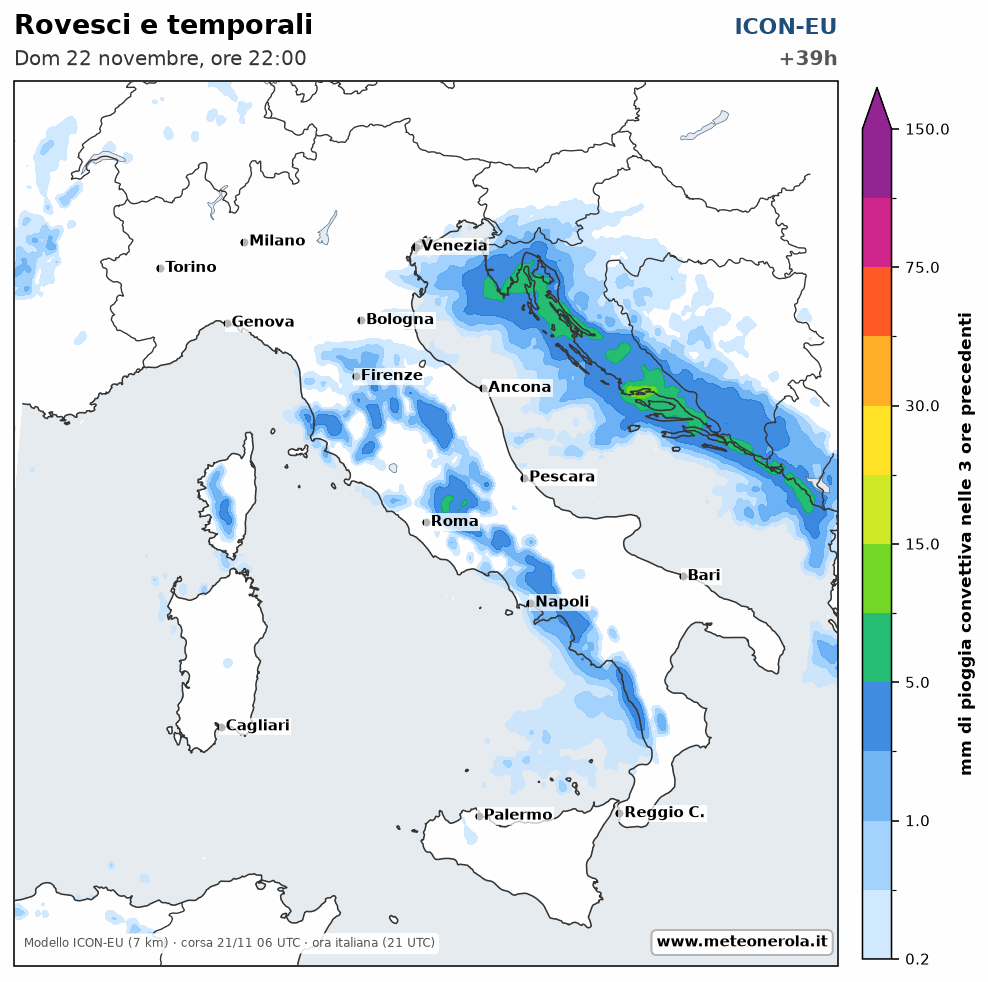 Rovesci e temporali
ICON-EU
Dom 22 novembre, ore 22:00
+39h
150.0
75.0
30.0
15.0
5.0
1.0
0.2
mm di pioggia convettiva nelle 3 ore precedenti
Milano
Venezia
Torino
Genova
Bologna
Firenze
Ancona
Pescara
Roma
Bari
Napoli
Cagliari
Palermo
Reggio C.
Modello ICON-EU (7 km) · corsa 21/11 06 UTC · ora italiana (21 UTC)
www.meteonerola.it